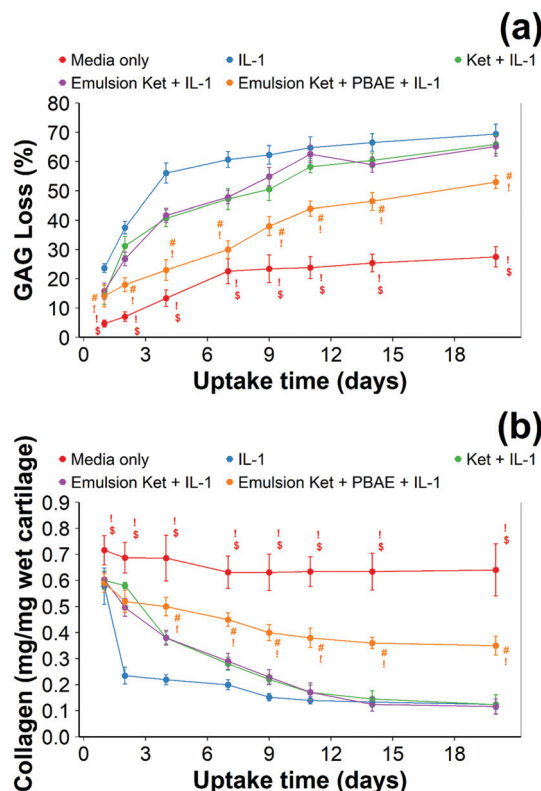 (a)
Media only IL-1 Ket + IL-1
Emulsion Ket + IL-1 Emulsion Ket + PBAE + IL-1
GAG Loss (%)
80
70
60
50
40
30
20
10
0
# ! # ! # ! # ! # ! # ! # ! # !
! $ ! $ ! $ ! $ ! $ ! $ ! $ ! $
0 3 6 9 12 15 18
Uptake time (days)
(b)
Media only IL-1 Ket + IL-1
Emulsion Ket + IL-1 Emulsion Ket + PBAE + IL-1
Collagen (mg/mg wet cartilage)
0.9
0.8
0.7
0.6
0.5
0.4
0.3
0.2
0.1
0.0
! $ ! $ ! $ ! $ ! $ ! $ ! $ ! $
# ! # ! # ! # ! # ! # !
0 3 6 9 12 15 18
Uptake time (days)